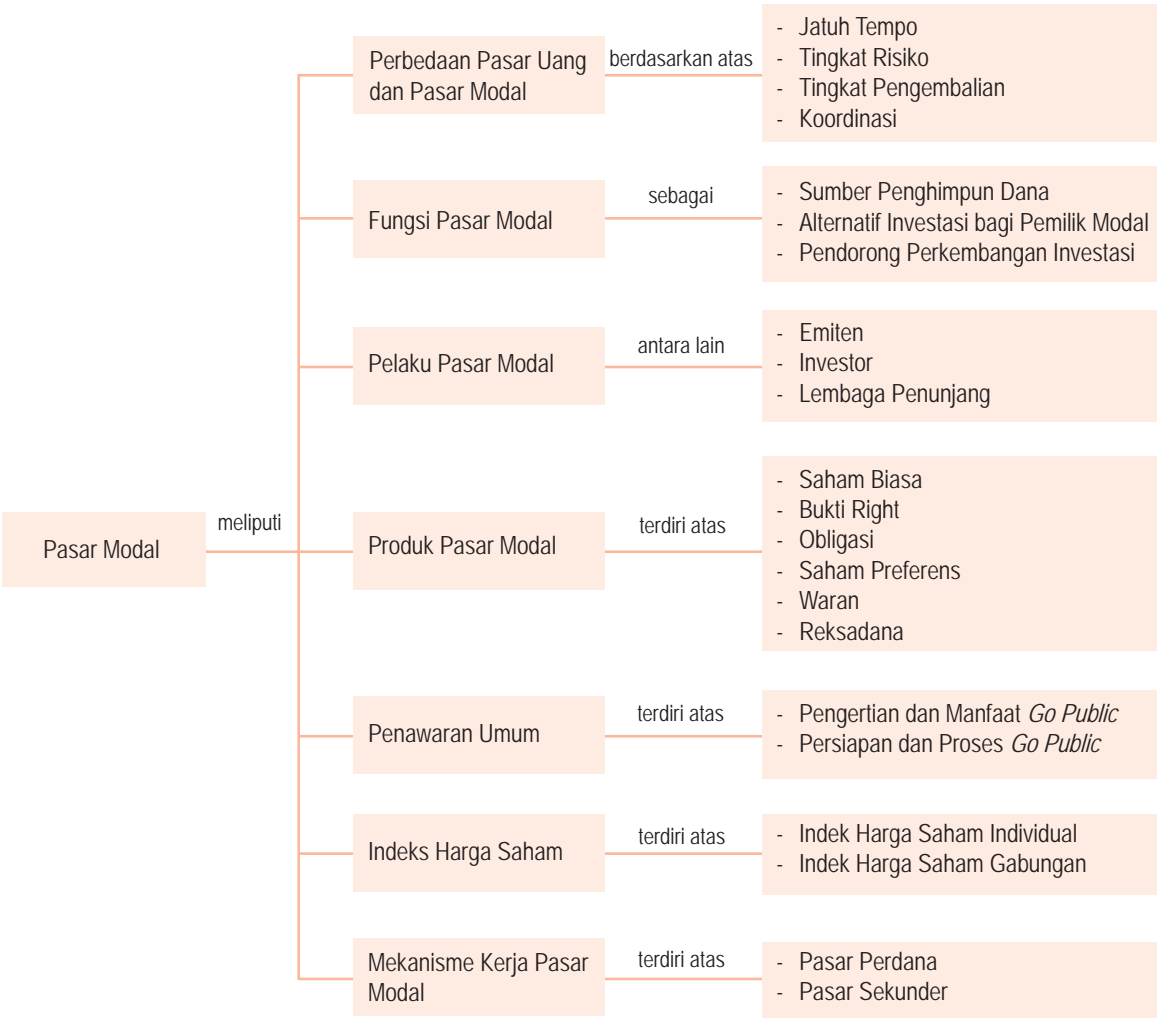 Perbedaan Pasar Uang
dan Pasar Modal
berdasarkan atas
- Jatuh Tempo
- Tingkat Risiko
- Tingkat Pengembalian
- Koordinasi
Fungsi Pasar Modal
sebagai
- Sumber Penghimpun Dana
- Alternatif Investasi bagi Pemilik Modal
- Pendorong Perkembangan Investasi
Pelaku Pasar Modal
antara lain
- Emiten
- Investor
- Lembaga Penunjang
Pasar Modal
meliputi
Produk Pasar Modal
terdiri atas
- Saham Biasa
- Bukti Right
- Obligasi
- Saham Preferens
- Waran
- Reksadana
Penawaran Umum
terdiri atas
- Pengertian dan Manfaat Go Public
- Persiapan dan Proses Go Public
Indeks Harga Saham
terdiri atas
- Indek Harga Saham Individual
- Indek Harga Saham Gabungan
Mekanisme Kerja Pasar
Modal
terdiri atas
- Pasar Perdana
- Pasar Sekunder